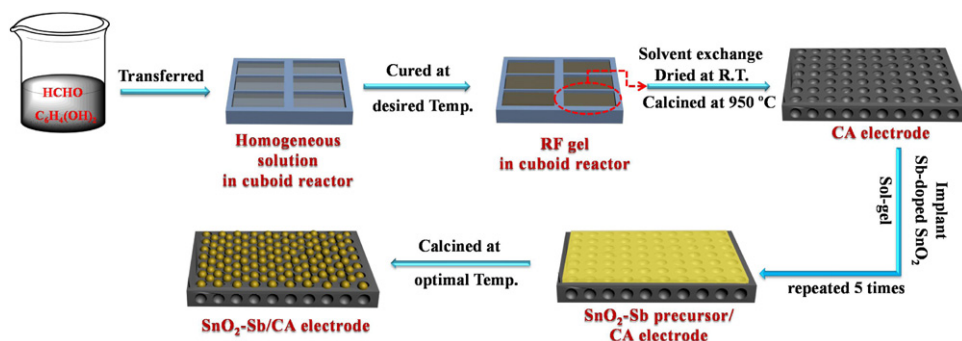 HCHO
C₆H₄(OH)₂
Transferred
Homogeneous
solution
in cuboid reactor
Cured at
desired Temp.
RF gel
in cuboid reactor
Solvent exchange
Dried at R.T.
Calcined at 950 °C
CA electrode
Implant
Sb-doped SnO₂
Sol-gel
repeated 5 times
SnO₂-Sb precursor/
CA electrode
Calcined at
optimal Temp.
SnO₂-Sb/CA electrode